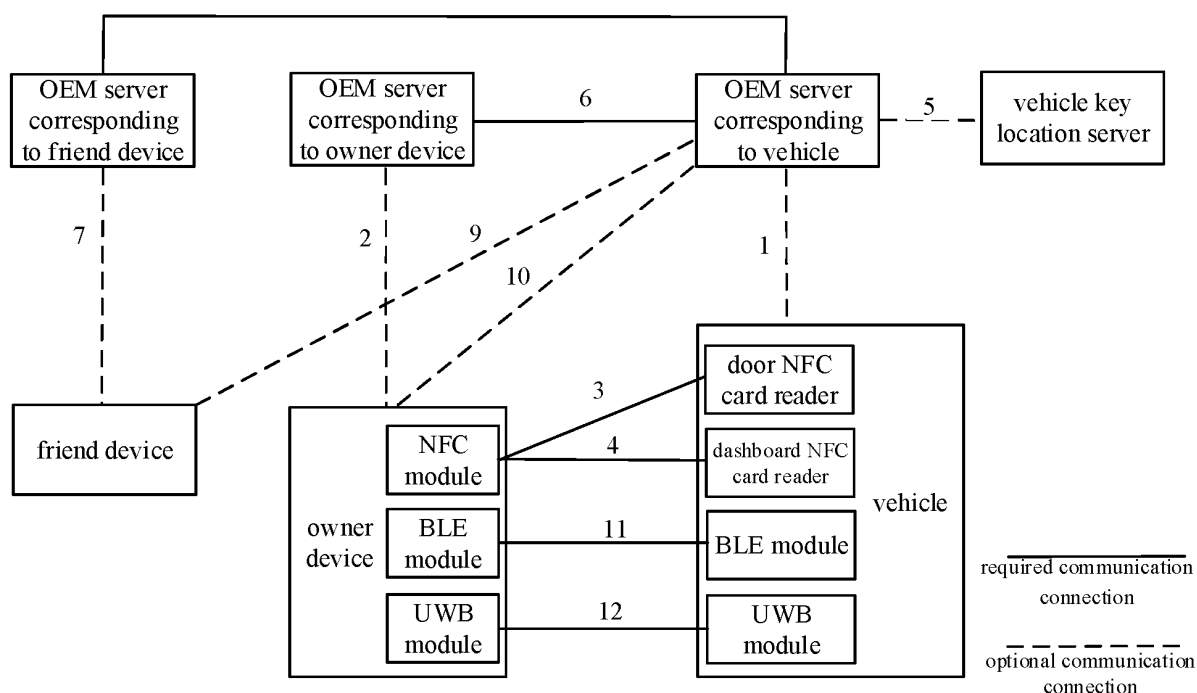 OEM server
corresponding
to friend device
OEM server
corresponding
to owner device
6
OEM server
corresponding
to vehicle
5
vehicle key
location server
7
2
9
10
1
friend device
owner
device
NFC
module
BLE
module
UWB
module
3
4
11
12
door NFC
card reader
dashboard NFC
card reader
BLE module
UWB
module
vehicle
required communication
connection
optional communication
connection